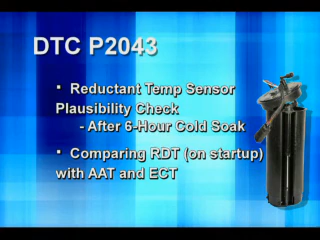 DTC P2043
· Reductant Temp Sensor
Plausibility Check
- After 6-Hour Cold Soak
· Comparing RDT (on startup)
with AAT and ECT